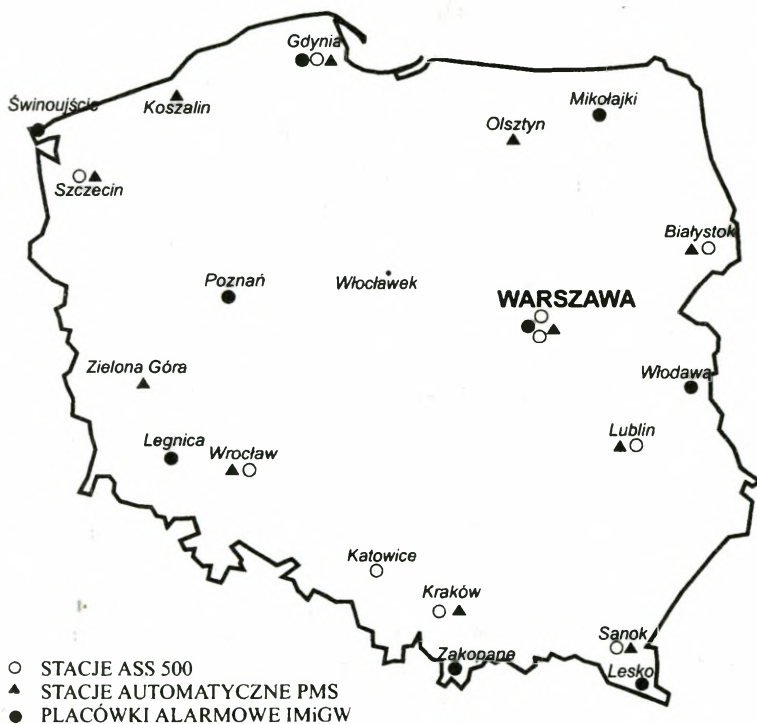 Gdynia
Świnoujście
Koszalin
Mikołajki
Olsztyn
Szczecin
Białystok
Poznań
Włocławek
WARSZAWA
Zielona Góra
Włodawa
Legnica
Wrocław
Lublin
Katowice
Kraków
Sanok
Zakopane
Lesko
STACJE ASS 500
STACJE AUTOMATYCZNE PMS
PLACÓWKI ALARMOWE IMiGW